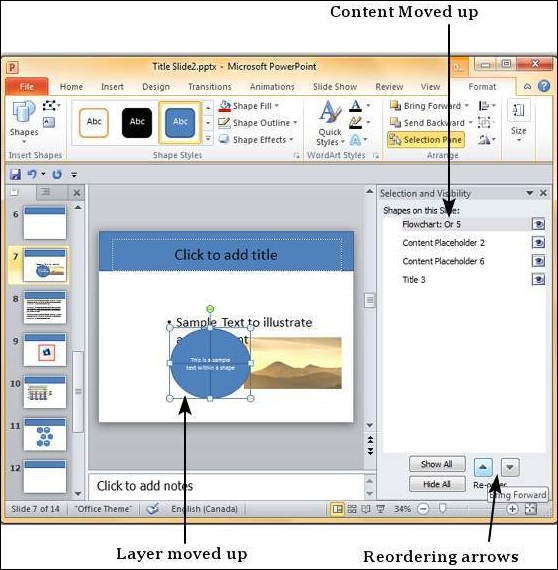 Content Moved up
Title Slide2.pptx - Microsoft PowerPoint
File Home Insert Design Transitions Animations Slide Show Review View Format
Shapes
Insert Shapes
Abc Abc Abc
Shape Fill
Shape Outline
Shape Effects
Shape Styles
Quick Styles
WordArt Styles
Bring Forward
Send Backward
Selection Pane
Arrange
Size
Selection and Visibility
Shapes on this Slide:
Flowchart: Or 5
Content Placeholder 2
Content Placeholder 6
Title 3
6
7
8
9
10
11
12
Click to add title
• Sample Text to illustrate
This is a sample
text within a shape
Click to add notes
Show All
Hide All
Re-order
Bring Forward
Slide 7 of 14 "Office Theme" English (Canada) 34%
Layer moved up
Reordering arrows